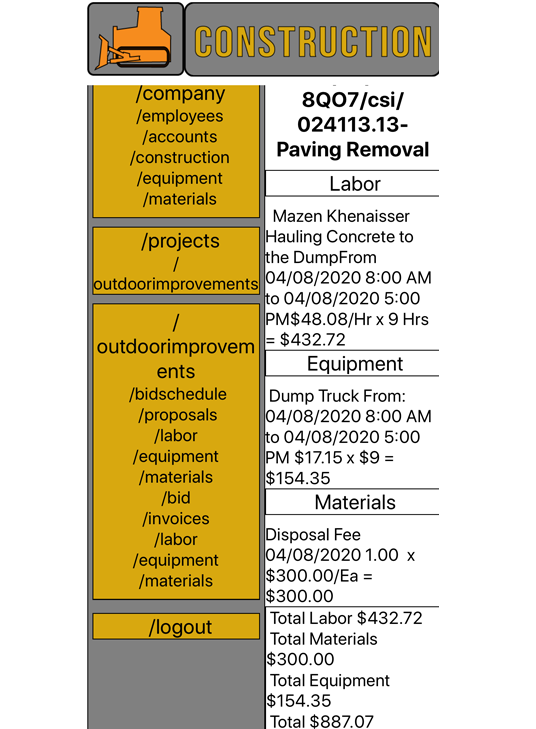 CONSTRUCTION
/company
/employees
/accounts
/construction
/equipment
/materials
/projects
/
outdoorimprovements
/
outdoorimprovem
ents
/bidschedule
/proposals
/labor
/equipment
/materials
/bid
/invoices
/labor
/equipment
/materials
/logout
8QO7/csi/
024113.13-
Paving Removal
Labor
Mazen Khenaisser
Hauling Concrete to
the DumpFrom
04/08/2020 8:00 AM
to 04/08/2020 5:00
PM$48.08/Hr x 9 Hrs
= $432.72
Equipment
Dump Truck From:
04/08/2020 8:00 AM
to 04/08/2020 5:00
PM $17.15 x $9 =
$154.35
Materials
Disposal Fee
04/08/2020 1.00 x
$300.00/Ea =
$300.00
Total Labor $432.72
Total Materials
$300.00
Total Equipment
$154.35
Total $887.07